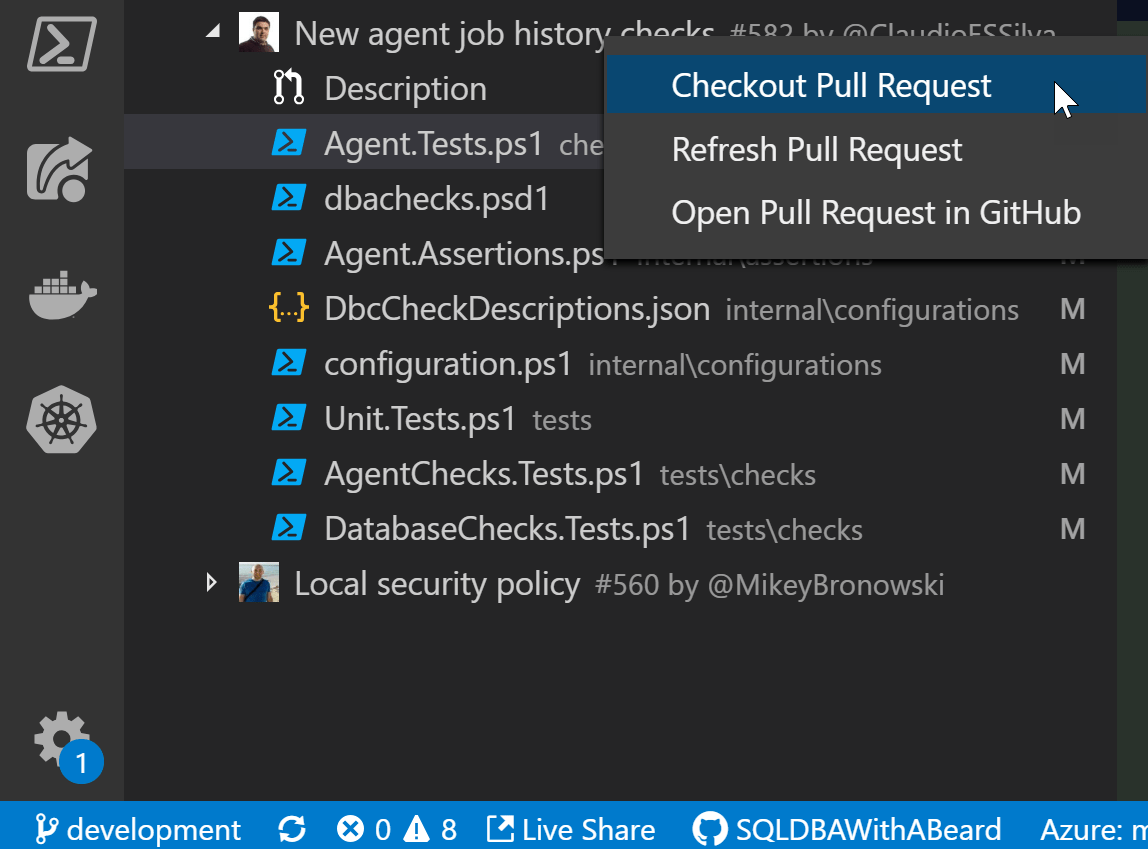 New agent job history checks #582 by @ClaudioESSilva
Checkout Pull Request
Description
Agent.Tests.ps1 che
Refresh Pull Request
dbachecks.psd1
Open Pull Request in GitHub
Agent.Assertions.ps1 internal\assertions M
{...} DbcCheckDescriptions.json internal\configurations M
configuration.ps1 internal\configurations M
Unit.Tests.ps1 tests M
AgentChecks.Tests.ps1 tests\checks M
DatabaseChecks.Tests.ps1 tests\checks M
Local security policy #560 by @MikeyBronowski
1
development 0 8 Live Share SQLDBAWithABeard Azure: m